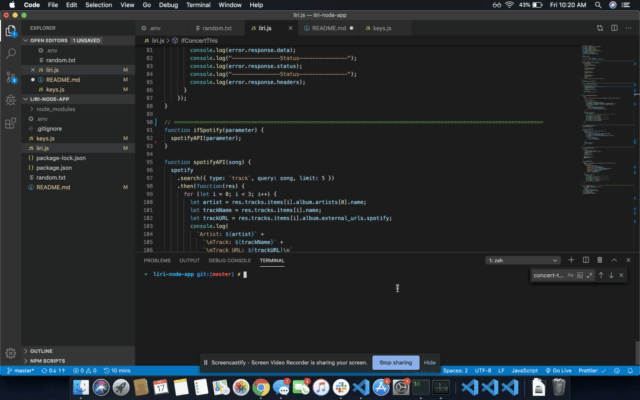 Code File Edit Selection View Go Debug Terminal Window Help 43% Fri 10:20 AM
liri.js — liri-node-app
EXPLORER .env random.txt liri.js README.md keys.js
OPEN EDITORS 1 UNSAVED liri.js > ifConcertThis
.env
random.txt
liri.js M
README.md M
keys.js M
LIRI-NODE-APP
node_modules
.env
.gitignore
keys.js M
liri.js M
package-lock.json
package.json
random.txt
README.md M
OUTLINE
NPM SCRIPTS
81 console.log(error.response.data);
82 console.log("---------------Status---------------");
83 console.log(error.response.status);
84 console.log("---------------Status---------------");
85 console.log(error.response.headers);
86 }
87 });
88 }
89
90 // ============================================================
91 function ifSpotify(parameter) {
92 spotifyAPI(parameter);
93 }
94
95 function spotifyAPI(song) {
96 spotify
97 .search({ type: `track`, query: song, limit: 5 })
98 .then(function(res) {
99 for (let i = 0; i < 3; i++) {
100 let artist = res.tracks.items[i].album.artists[0].name;
101 let trackName = res.tracks.items[i].name;
102 let trackURL = res.tracks.items[i].album.external_urls.spotify;
103 console.log(
104 `Artist: ${artist}` +
105 `\nTrack: ${trackName}` +
106 `\nTrack URL: ${trackURL}\n`
PROBLEMS OUTPUT DEBUG CONSOLE TERMINAL 1: zsh
concert-t... Aa
→ liri-node-app git:(master) ✗
Screencastify - Screen Video Recorder is sharing your screen. Stop sharing Hide
master* 0↓ 1↑ 0 0 10 mins Spaces: 2 UTF-8 LF JavaScript Go Live Prettier: ✓
17